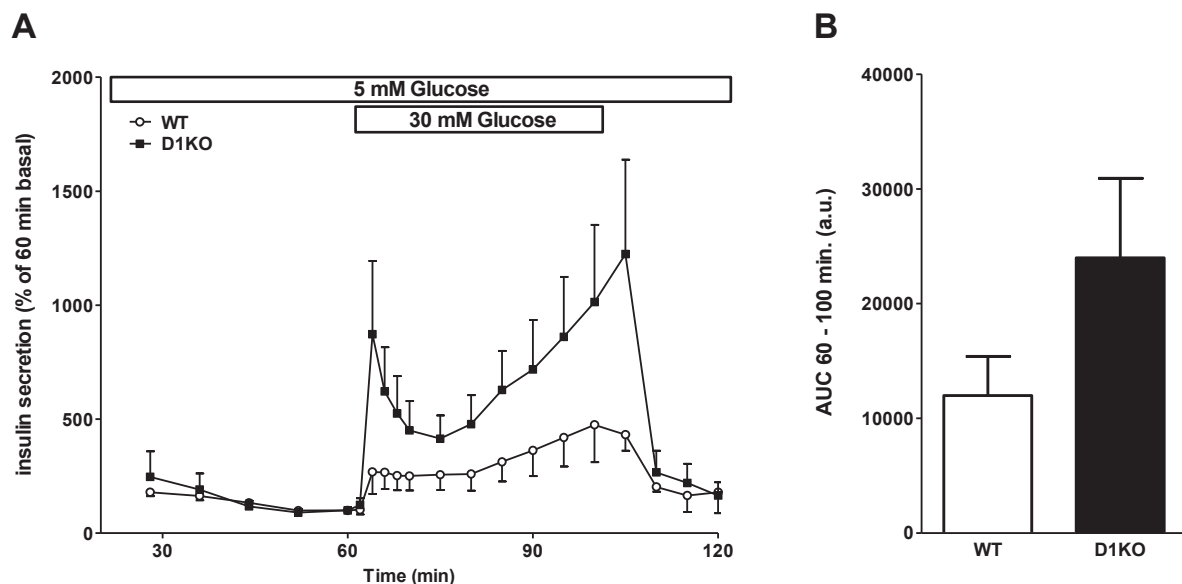 A
insulin secretion (% of 60 min basal)
2000
1500
1000
500
0
5 mM Glucose
30 mM Glucose
WT
D1KO
30
60
90
120
Time (min)
B
AUC 60 - 100 min. (a.u.)
40000
30000
20000
10000
0
WT
D1KO